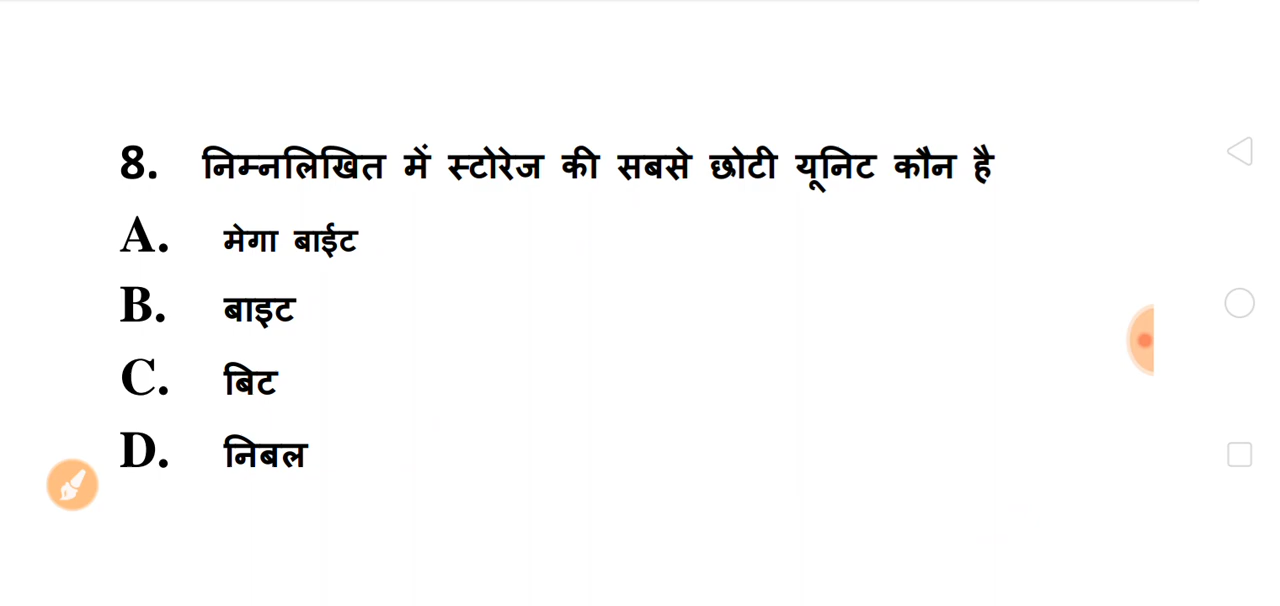 8. निम्नलिखित में स्टोरेज की सबसे छोटी यूनिट कौन है
A. मेगा बाईट
B. बाइट
C. बिट
D. निबल